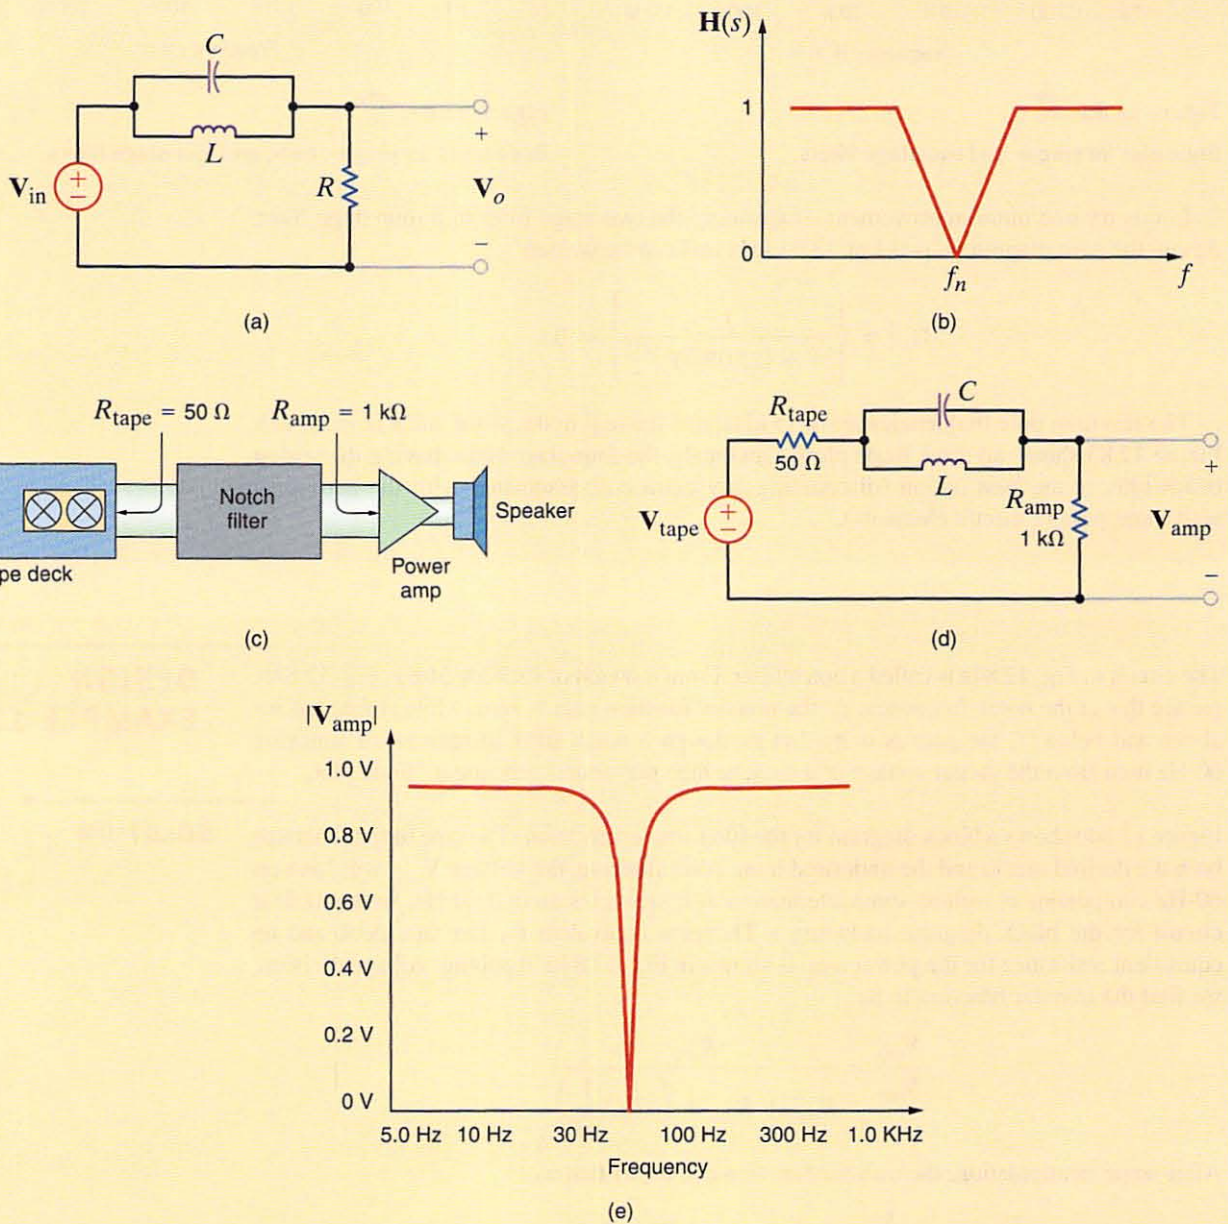 C
L
V_in
+
−
R
+
V_o
−
(a)
H(s)
1
0
f_n
f
(b)
R_tape = 50 Ω
R_amp = 1 kΩ
Notch
filter
Speaker
pe deck
Power
amp
(c)
R_tape
50 Ω
C
L
V_tape
+
−
R_amp
1 kΩ
+
V_amp
−
(d)
|V_amp|
1.0 V
0.8 V
0.6 V
0.4 V
0.2 V
0 V
5.0 Hz 10 Hz 30 Hz 100 Hz 300 Hz 1.0 KHz
Frequency
(e)